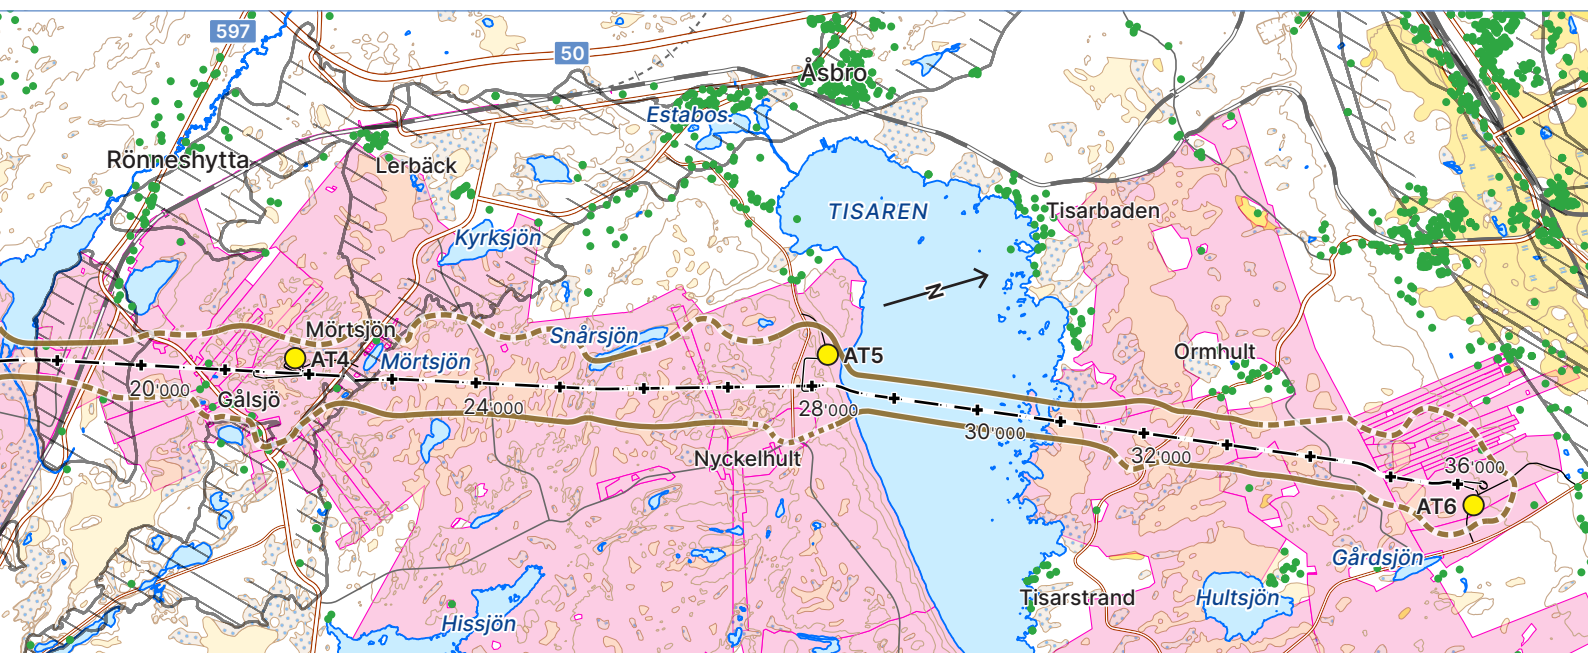 597
50
Åsbro
Estabos.
Rönneshytta
Lerbäck
TISAREN
Tisarbaden
Kyrksjön
N
Mörtsjön
Snårsjön
AT4
Mörtsjön
AT5
Ormhult
20'000
Gålsjö
24'000
28'000
30'000
32'000
Nyckelhult
36'000
AT6
Gårdsjön
Tisarstrand
Hultsjön
Hissjön